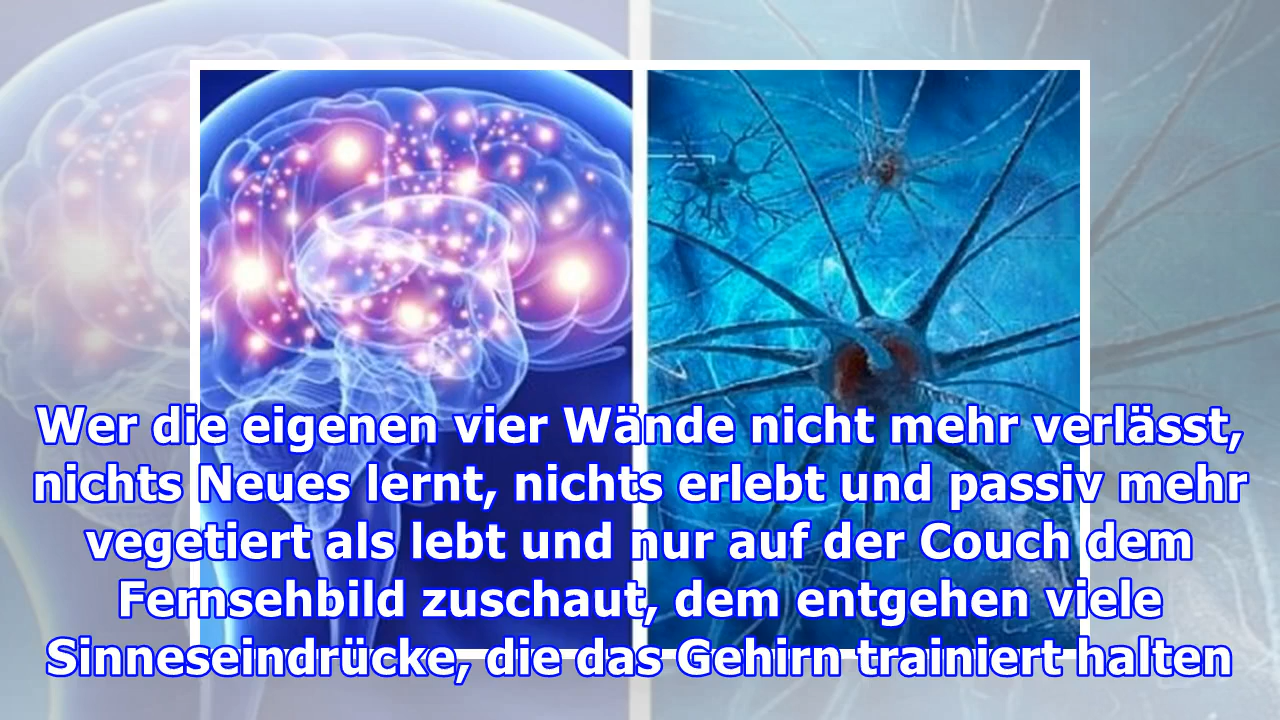 Wer die eigenen vier Wände nicht mehr verlässt,
nichts Neues lernt, nichts erlebt und passiv mehr
vegetiert als lebt und nur auf der Couch dem
Fernsehbild zuschaut, dem entgehen viele
Sinneseindrücke, die das Gehirn trainiert halten